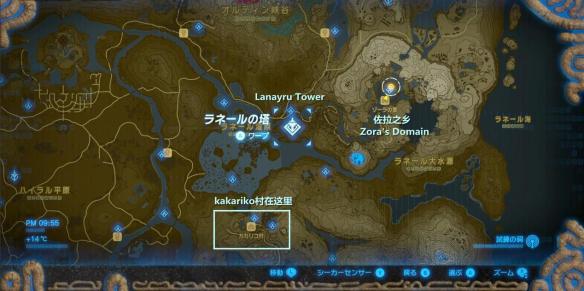 オルディン峡谷
Lanayru Tower
ラネールの塔
ワープ
ゾーラの里
佐拉之乡
Zora's Domain
ラネール海
ラネール大水源
ハイラル平原
kakariko村在这里
カカリコ村
PM 09:55
+14℃
試練の祠
移動 L
シーカーセンサー Y
戻る B
選ぶ A
ズーム